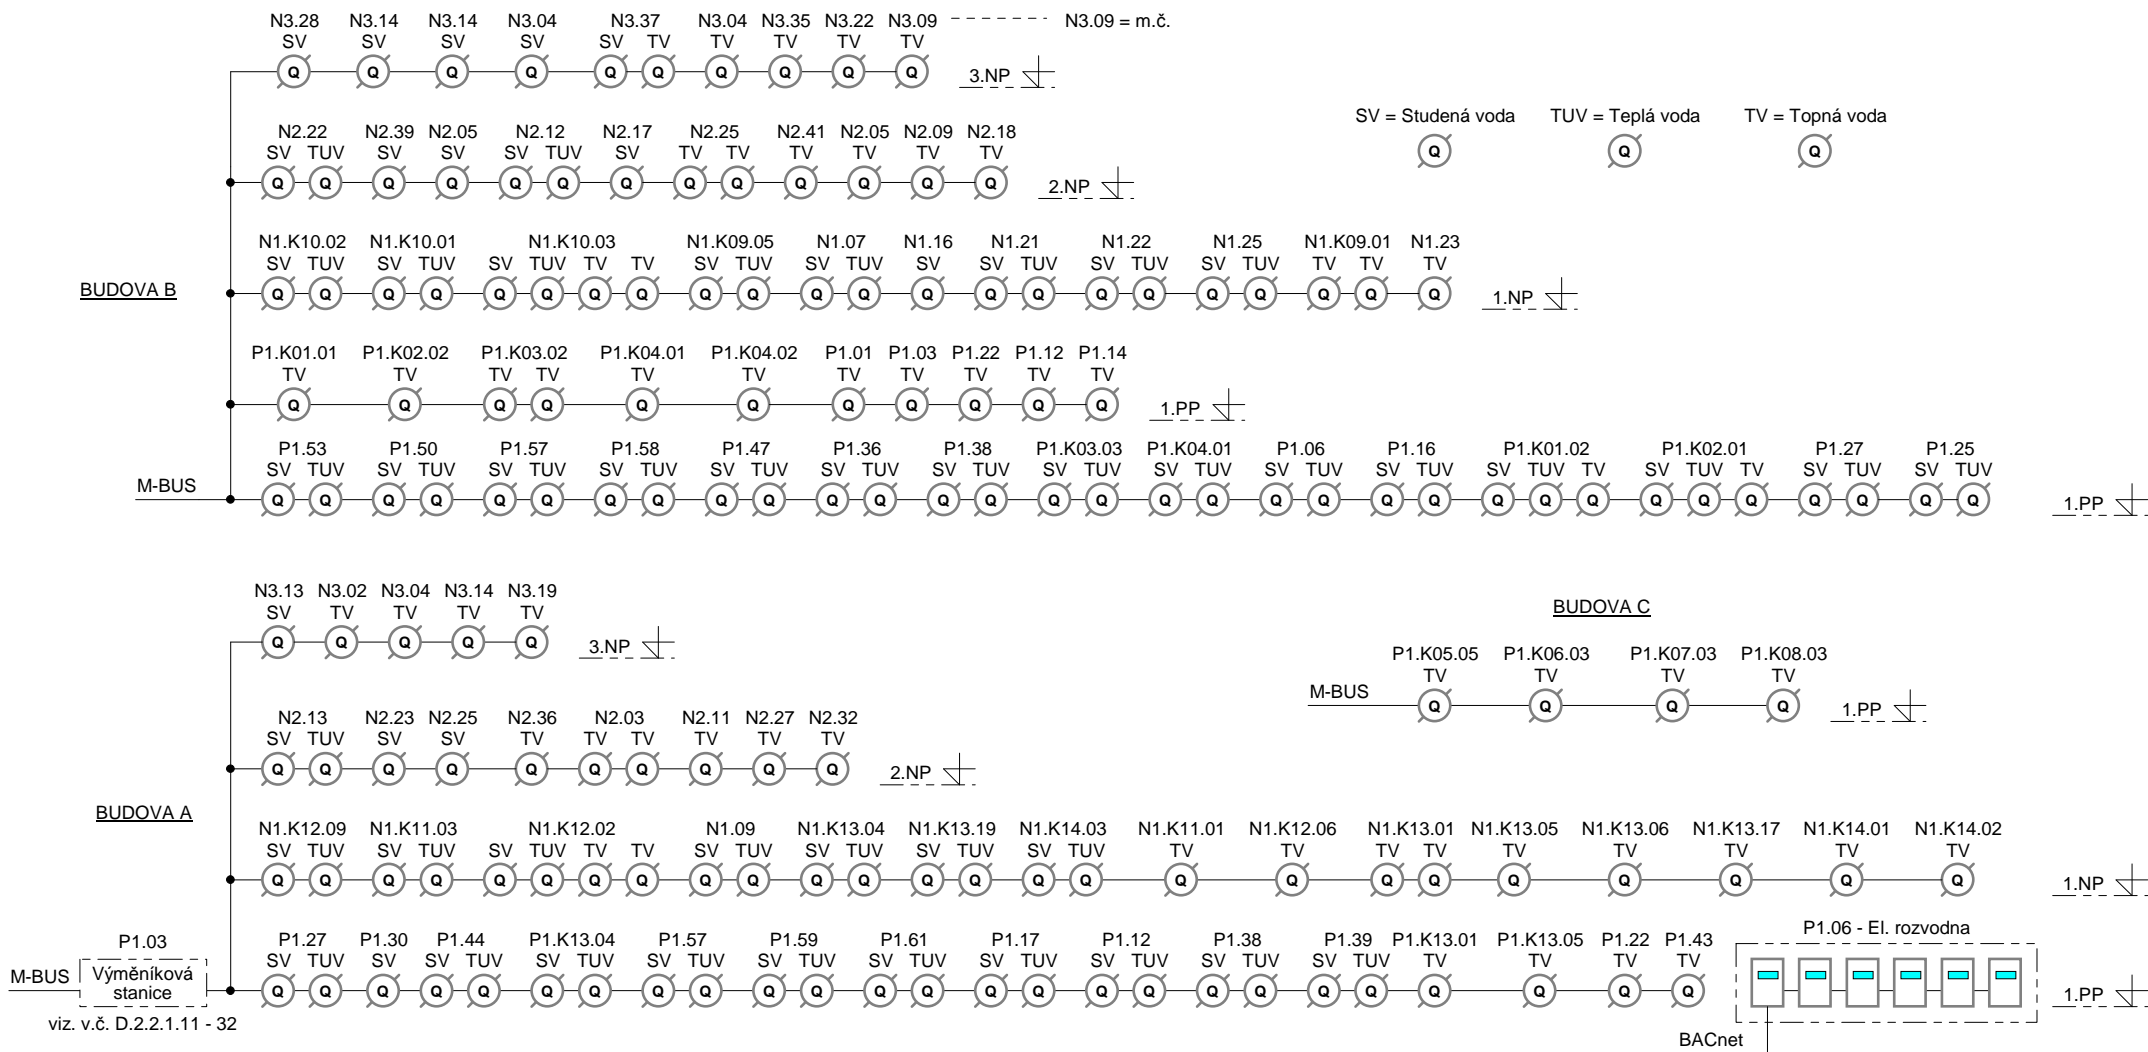 N3.28 N3.14 N3.14 N3.04 N3.37 N3.04 N3.35 N3.22 N3.09 N3.09 = m.č.
SV SV SV SV SV TV TV TV TV TV
Q Q Q Q Q Q Q Q Q Q
3.NP
SV = Studená voda TUV = Teplá voda TV = Topná voda
Q Q Q
N2.22 N2.39 N2.05 N2.12 N2.17 N2.25 N2.41 N2.05 N2.09 N2.18
SV TUV SV SV SV TUV SV TV TV TV TV TV TV
Q Q Q Q Q Q Q Q Q Q Q Q Q
2.NP
N1.K10.02 N1.K10.01 N1.K10.03 N1.K09.05 N1.07 N1.16 N1.21 N1.22 N1.25 N1.K09.01 N1.23
SV TUV SV TUV SV TUV TV TV SV TUV SV TUV SV SV TUV SV TUV SV TUV TV TV TV
BUDOVA B
Q Q Q Q Q Q Q Q Q Q Q Q Q Q Q Q Q Q Q Q Q Q
1.NP
P1.K01.01 P1.K02.02 P1.K03.02 P1.K04.01 P1.K04.02 P1.01 P1.03 P1.22 P1.12 P1.14
TV TV TV TV TV TV TV TV TV TV TV
Q Q Q Q Q Q Q Q Q Q Q
1.PP
P1.53 P1.50 P1.57 P1.58 P1.47 P1.36 P1.38 P1.K03.03 P1.K04.01 P1.06 P1.16 P1.K01.02 P1.K02.01 P1.27 P1.25
SV TUV SV TUV SV TUV SV TUV SV TUV SV TUV SV TUV SV TUV SV TUV SV TUV SV TUV SV TUV TV SV TUV TV SV TUV SV TUV
M-BUS
Q Q Q Q Q Q Q Q Q Q Q Q Q Q Q Q Q Q Q Q Q Q Q Q Q Q Q Q Q Q Q Q
1.PP
N3.13 N3.02 N3.04 N3.14 N3.19
SV TV TV TV TV
Q Q Q Q Q
3.NP
BUDOVA C
P1.K05.05 P1.K06.03 P1.K07.03 P1.K08.03
TV TV TV TV
M-BUS
Q Q Q Q
1.PP
N2.13 N2.23 N2.25 N2.36 N2.03 N2.11 N2.27 N2.32
SV TUV SV SV TV TV TV TV TV TV
Q Q Q Q Q Q Q Q Q Q
2.NP
BUDOVA A
N1.K12.09 N1.K11.03 N1.K12.02 N1.09 N1.K13.04 N1.K13.19 N1.K14.03 N1.K11.01 N1.K12.06 N1.K13.01 N1.K13.05 N1.K13.06 N1.K13.17 N1.K14.01 N1.K14.02
SV TUV SV TUV SV TUV TV TV SV TUV SV TUV SV TUV SV TUV TV TV TV TV TV TV TV TV TV
Q Q Q Q Q Q Q Q Q Q Q Q Q Q Q Q Q Q Q Q Q Q Q Q Q
1.NP
P1.03 P1.27 P1.30 P1.44 P1.K13.04 P1.57 P1.59 P1.61 P1.17 P1.12 P1.38 P1.39 P1.K13.01 P1.K13.05 P1.22 P1.43 P1.06 - El. rozvodna
SV TUV SV SV TUV SV TUV SV TUV SV TUV SV TUV SV TUV SV TUV SV TUV SV TUV TV TV TV TV
M-BUS Výměníková
stanice
Q Q Q Q Q Q Q Q Q Q Q Q Q Q Q Q Q Q Q Q Q Q Q Q Q
1.PP
viz. v.č. D.2.2.1.11 - 32
BACnet